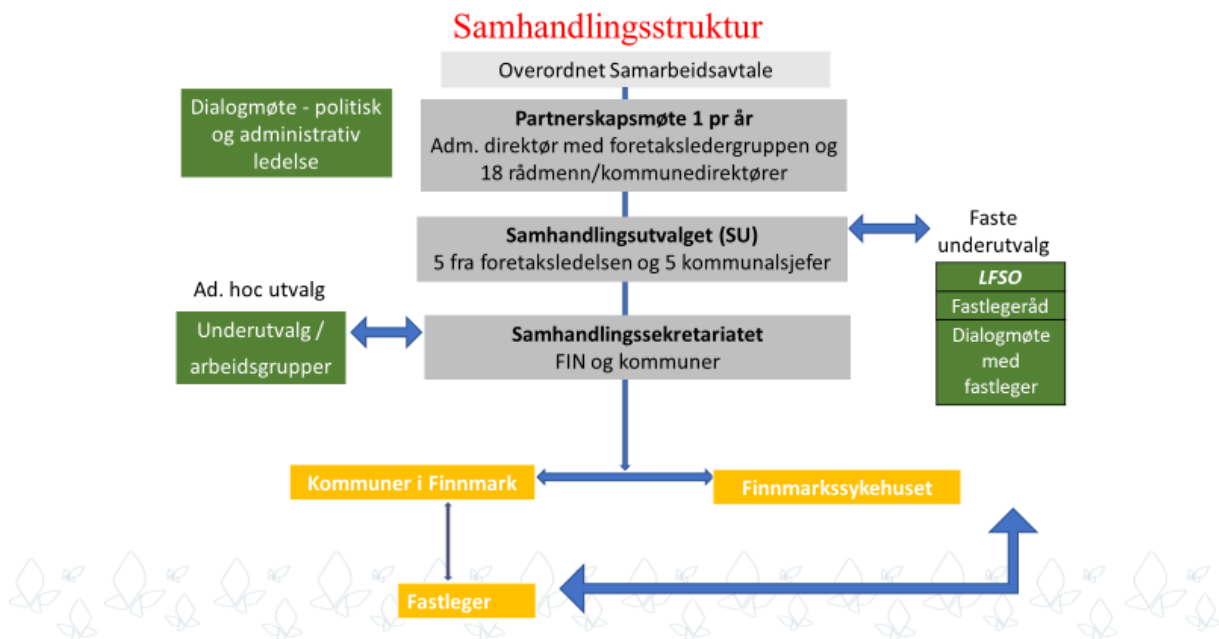 Samhandlingsstruktur
Overordnet Samarbeidsavtale
Dialogmøte - politisk
og administrativ
ledelse
Partnerskapsmøte 1 pr år
Adm. direktør med foretaksledergruppen og
18 rådmenn/kommunedirektører
Samhandlingsutvalget (SU)
5 fra foretaksledelsen og 5 kommunalsjefer
Faste
underutvalg
LFSO
Fastlegeråd
Dialogmøte
med
fastleger
Ad. hoc utvalg
Underutvalg /
arbeidsgrupper
Samhandlingssekretariatet
FIN og kommuner
Kommuner i Finnmark
Finnmarkssykehuset
Fastleger